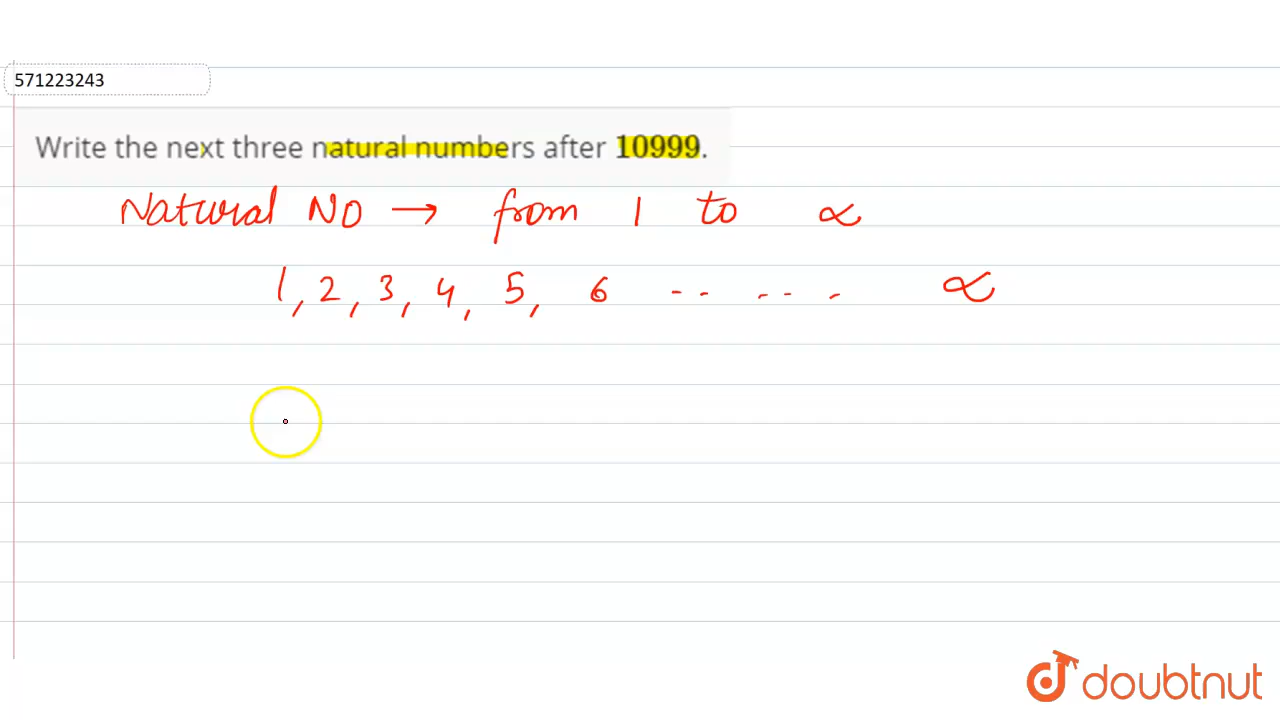 571223243
Write the next three natural numbers after 10999.
Natural No → from 1 to ∝
1, 2, 3, 4, 5, 6 -- --- ∝
doubtnut